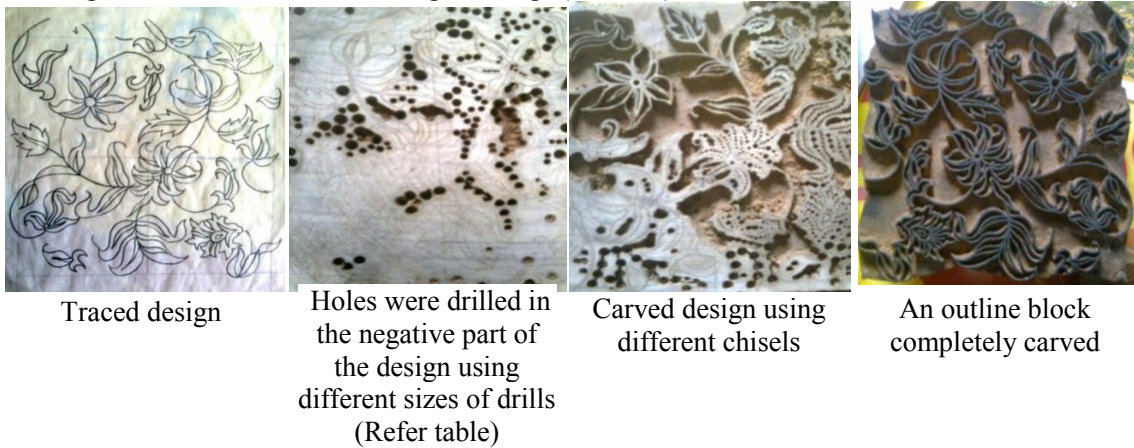 Traced design
Holes were drilled in
the negative part of
the design using
different sizes of drills
(Refer table)
Carved design using
different chisels
An outline block
completely carved